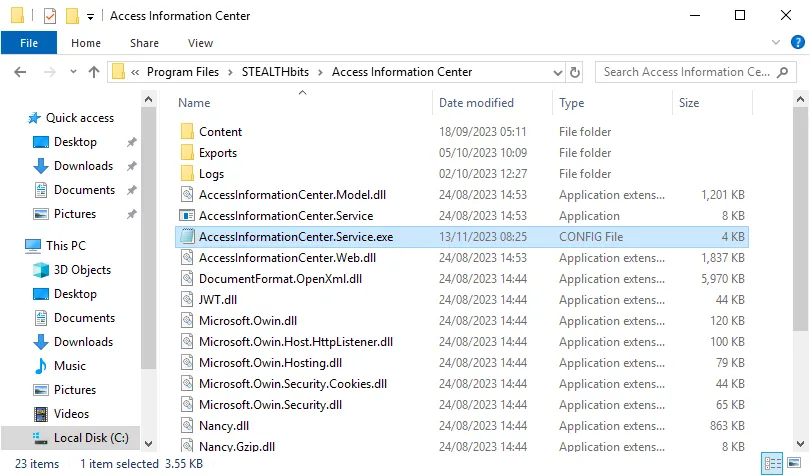 Access Information Center
File Home Share View
« Program Files › STEALTHbits › Access Information Center Search Access Information Ce...
Name Date modified Type Size
Quick access
Desktop
Downloads
Documents
Pictures
This PC
3D Objects
Desktop
Documents
Downloads
Music
Pictures
Videos
Local Disk (C:)
Content 18/09/2023 05:11 File folder
Exports 05/10/2023 10:09 File folder
Logs 02/10/2023 12:27 File folder
AccessInformationCenter.Model.dll 24/08/2023 14:53 Application extens... 1,201 KB
AccessInformationCenter.Service 24/08/2023 14:53 Application 8 KB
AccessInformationCenter.Service.exe 13/11/2023 08:25 CONFIG File 4 KB
AccessInformationCenter.Web.dll 24/08/2023 14:53 Application extens... 1,837 KB
DocumentFormat.OpenXml.dll 24/08/2023 14:44 Application extens... 5,970 KB
JWT.dll 24/08/2023 14:44 Application extens... 44 KB
Microsoft.Owin.dll 24/08/2023 14:44 Application extens... 120 KB
Microsoft.Owin.Host.HttpListener.dll 24/08/2023 14:44 Application extens... 100 KB
Microsoft.Owin.Hosting.dll 24/08/2023 14:44 Application extens... 79 KB
Microsoft.Owin.Security.Cookies.dll 24/08/2023 14:44 Application extens... 44 KB
Microsoft.Owin.Security.dll 24/08/2023 14:44 Application extens... 65 KB
Nancy.dll 24/08/2023 14:44 Application extens... 863 KB
Nancy.Gzip.dll 24/08/2023 14:44 Application extens... 8 KB
23 items 1 item selected 3.55 KB